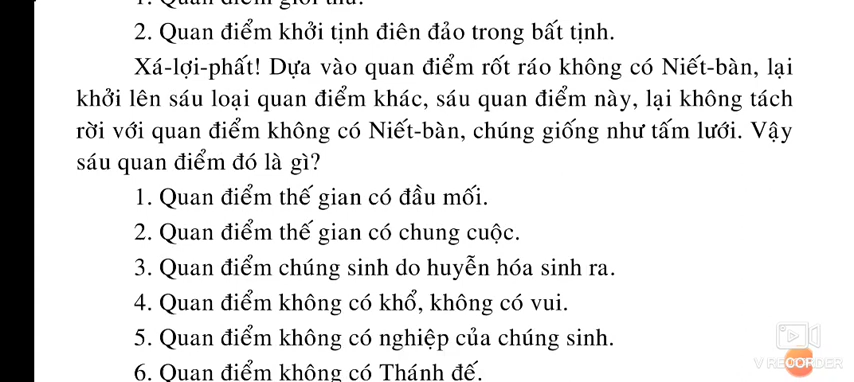 2. Quan điểm khởi tịnh điên đảo trong bất tịnh.
Xá-lợi-phất! Dựa vào quan điểm rốt ráo không có Niết-bàn, lại
khởi lên sáu loại quan điểm khác, sáu quan điểm này, lại không tách
rời với quan điểm không có Niết-bàn, chúng giống như tấm lưới. Vậy
sáu quan điểm đó là gì?
1. Quan điểm thế gian có đầu mối.
2. Quan điểm thế gian có chung cuộc.
3. Quan điểm chúng sinh do huyễn hóa sinh ra.
4. Quan điểm không có khổ, không có vui.
5. Quan điểm không có nghiệp của chúng sinh.
6. Quan điểm không có Thánh đế.
V RECORDER